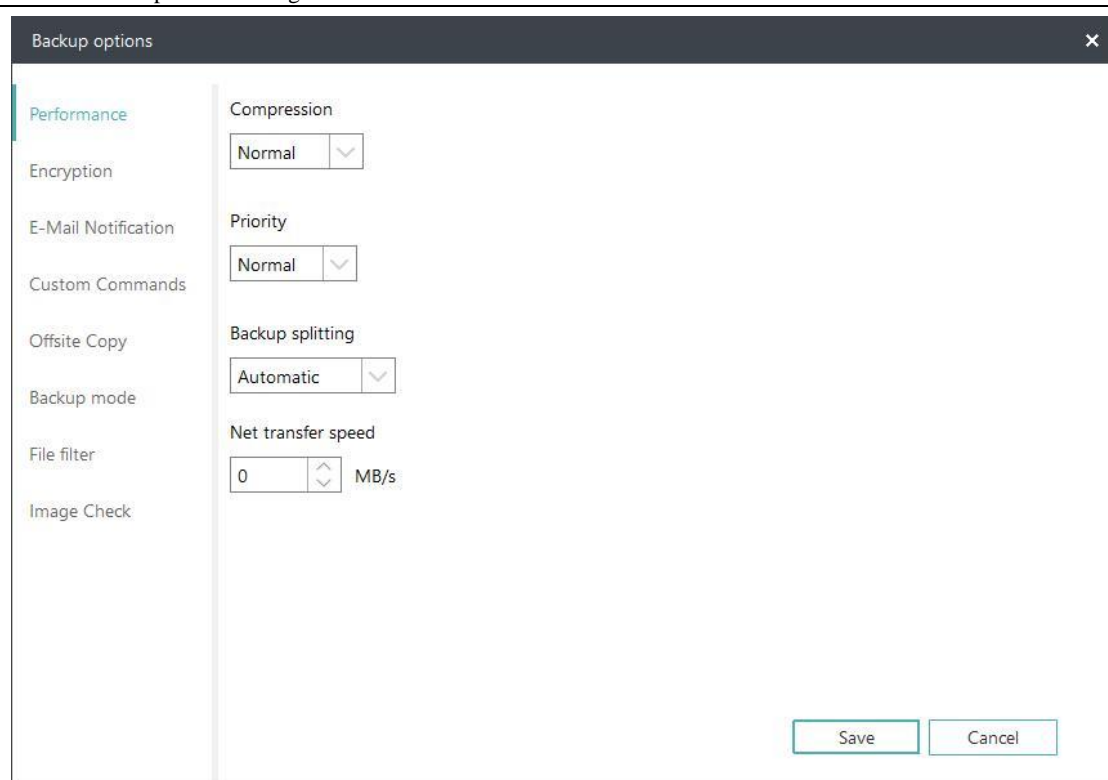 Backup options
Performance
Encryption
E-Mail Notification
Custom Commands
Offsite Copy
Backup mode
File filter
Image Check
Compression
Normal
Priority
Normal
Backup splitting
Automatic
Net transfer speed
0 MB/s
Save Cancel